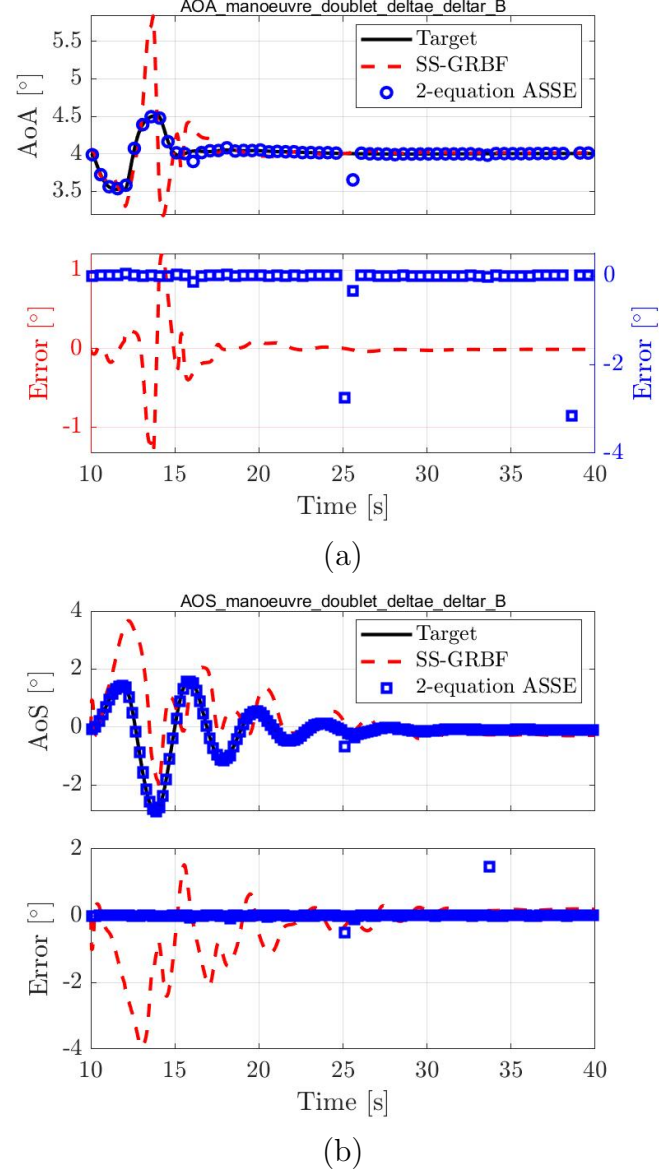 AOA_manoeuvre_doublet_deltae_deltar_B
5.5
5
4.5
4
3.5
AoA [°]
Target
SS-GRBF
2-equation ASSE
1
0
-1
Error [°]
0
-2
-4
Error [°]
10 15 20 25 30 35 40
Time [s]
(a)
AOS_manoeuvre_doublet_deltae_deltar_B
4
2
0
-2
AoS [°]
Target
SS-GRBF
2-equation ASSE
2
0
-2
-4
Error [°]
10 15 20 25 30 35 40
Time [s]
(b)